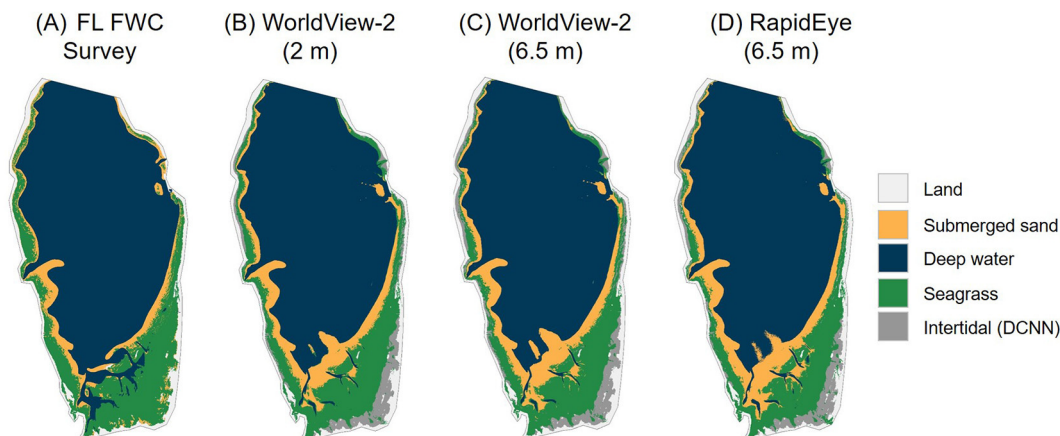 (A) FL FWC
Survey
(B) WorldView-2
(2 m)
(C) WorldView-2
(6.5 m)
(D) RapidEye
(6.5 m)
Land
Submerged sand
Deep water
Seagrass
Intertidal (DCNN)